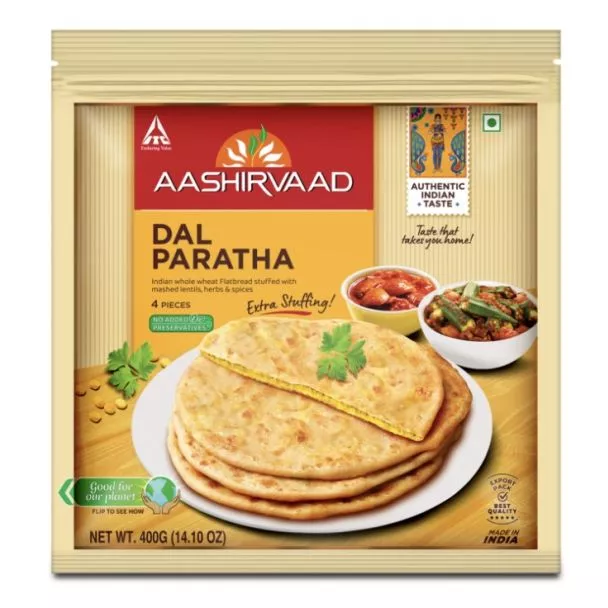 ITC
Enduring Value
AASHIRVAAD
AUTHENTIC
INDIAN
TASTE
Taste that
takes you home!
DAL
PARATHA
Indian whole wheat Flatbread stuffed with
mashed lentils, herbs & spices
4 PIECES
Extra Stuffing!
NO ADDED
PRESERVATIVES
Good for
our planet
FLIP TO SEE HOW
EXPORT
PACK
BEST
QUALITY
MADE IN
INDIA
NET WT. 400G (14.10 OZ)